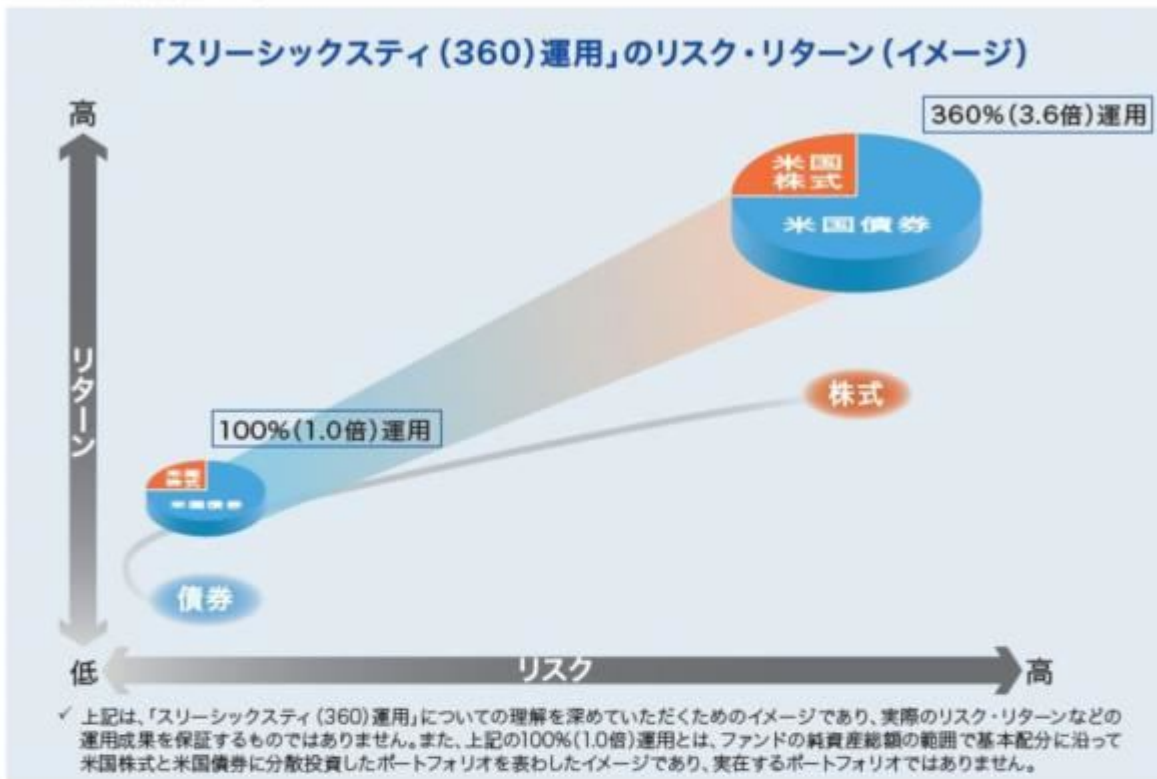 「スリーシックスティ(360)運用」のリスク・リターン(イメージ)
高
360%(3.6倍)運用
米国
株式
米国債券
リターン
株式
100%(1.0倍)運用
米国債券
債券
低
リスク
高
✓ 上記は、「スリーシックスティ(360)運用」についての理解を深めていただくためのイメージであり、実際のリスク・リターンなどの
運用成果を保証するものではありません。また、上記の100%(1.0倍)運用とは、ファンドの純資産総額の範囲で基本配分に沿って
米国株式と米国債券に分散投資したポートフォリオを表わしたイメージであり、実在するポートフォリオではありません。